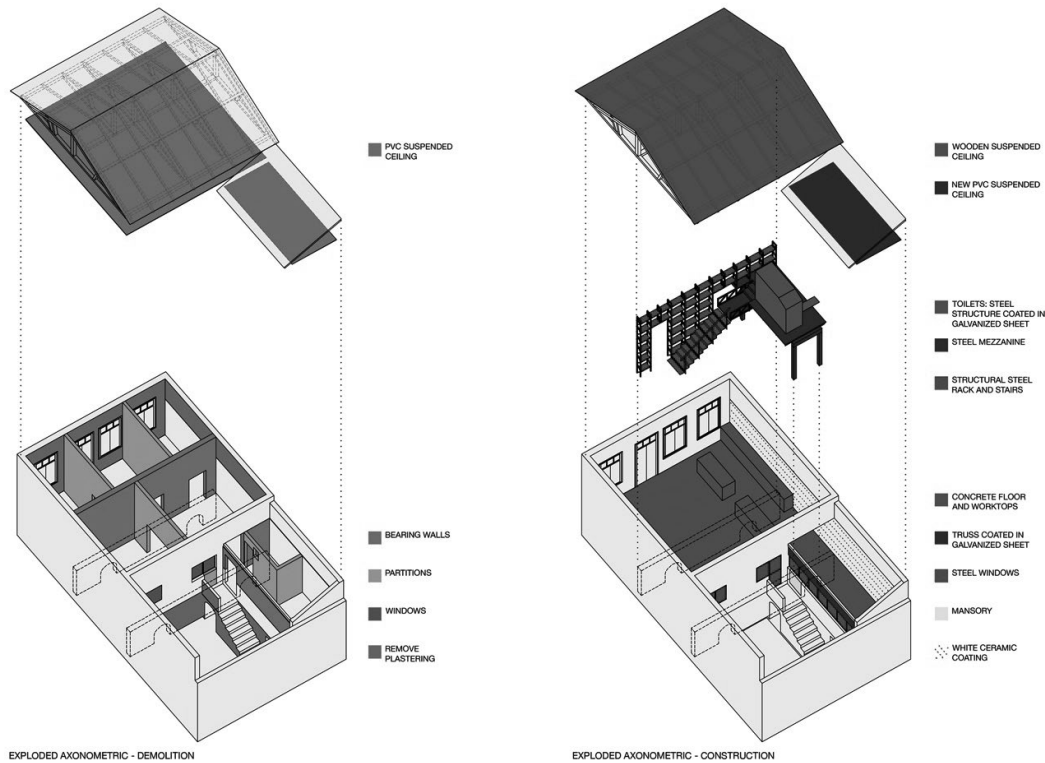 PVC SUSPENDED
CEILING
BEARING WALLS
PARTITIONS
WINDOWS
REMOVE
PLASTERING
EXPLODED AXONOMETRIC - DEMOLITION
WOODEN SUSPENDED
CEILING
NEW PVC SUSPENDED
CEILING
TOILETS: STEEL
STRUCTURE COATED IN
GALVANIZED SHEET
STEEL MEZZANINE
STRUCTURAL STEEL
RACK AND STAIRS
CONCRETE FLOOR
AND WORKTOPS
TRUSS COATED IN
GALVANIZED SHEET
STEEL WINDOWS
MANSORY
WHITE CERAMIC
COATING
EXPLODED AXONOMETRIC - CONSTRUCTION